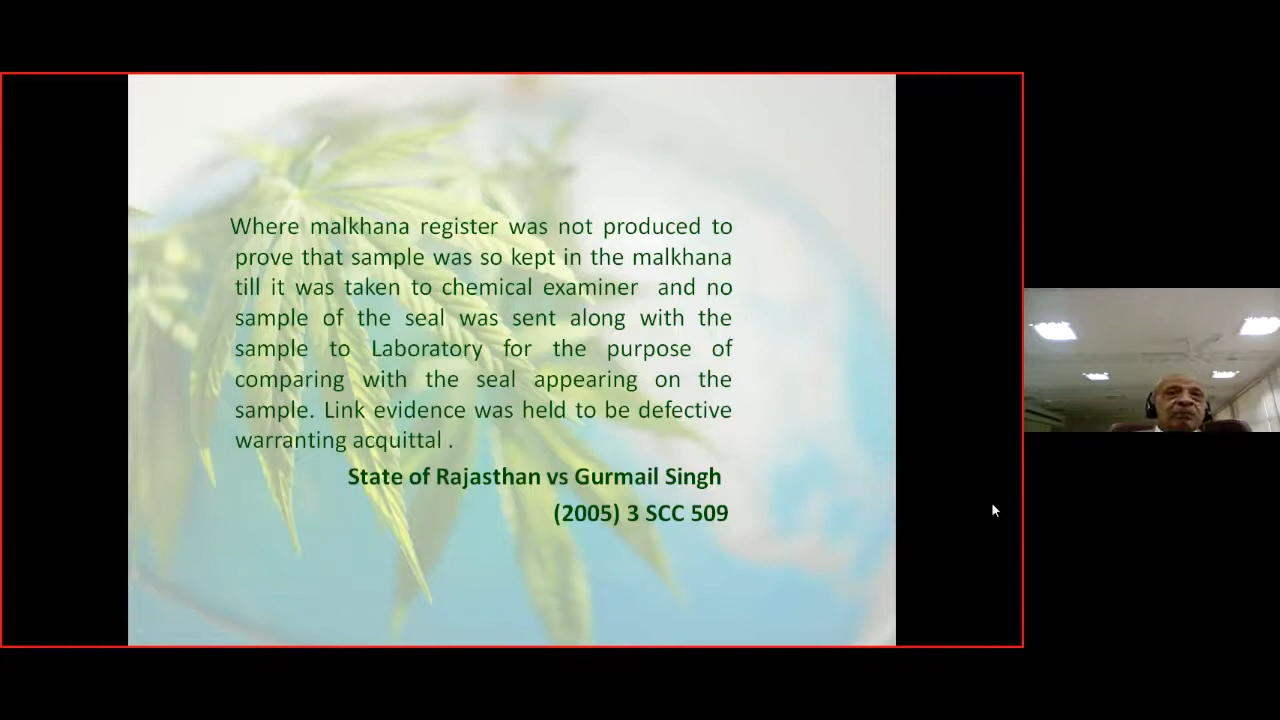 Where malkhana register was not produced to
prove that sample was so kept in the malkhana
till it was taken to chemical examiner and no
sample of the seal was sent along with the
sample to Laboratory for the purpose of
comparing with the seal appearing on the
sample. Link evidence was held to be defective
warranting acquittal .
State of Rajasthan vs Gurmail Singh
(2005) 3 SCC 509